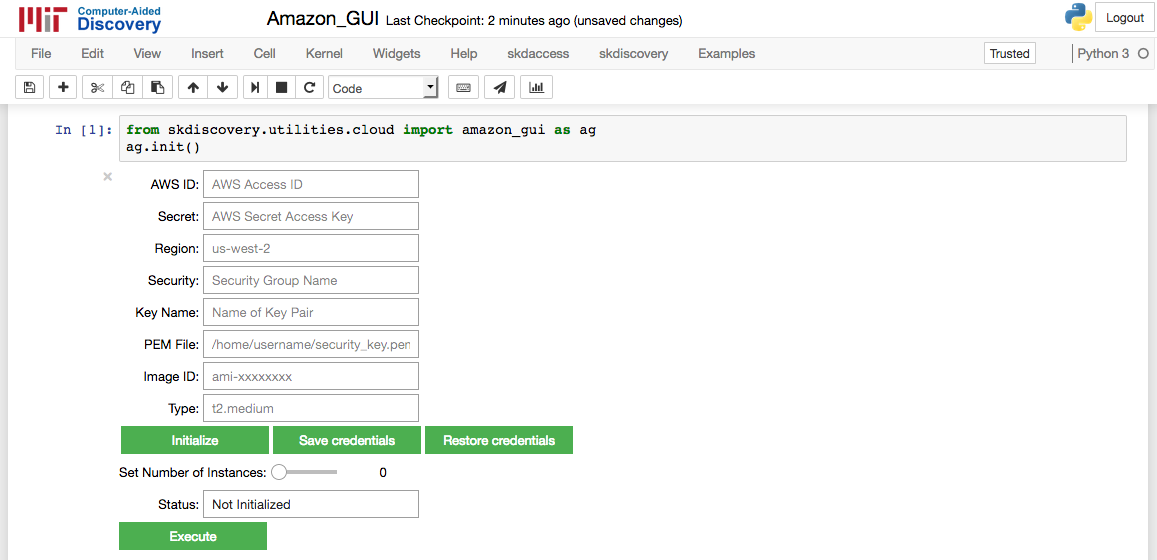 MIT Computer-Aided Discovery Amazon_GUI Last Checkpoint: 2 minutes ago (unsaved changes) Logout
File Edit View Insert Cell Kernel Widgets Help skdaccess skdiscovery Examples Trusted Python 3
Code
In [1]: from skdiscovery.utilities.cloud import amazon_gui as ag
ag.init()
AWS ID: AWS Access ID
Secret: AWS Secret Access Key
Region: us-west-2
Security: Security Group Name
Key Name: Name of Key Pair
PEM File: /home/username/security_key.pem
Image ID: ami-xxxxxxxx
Type: t2.medium
Initialize Save credentials Restore credentials
Set Number of Instances: 0
Status: Not Initialized
Execute